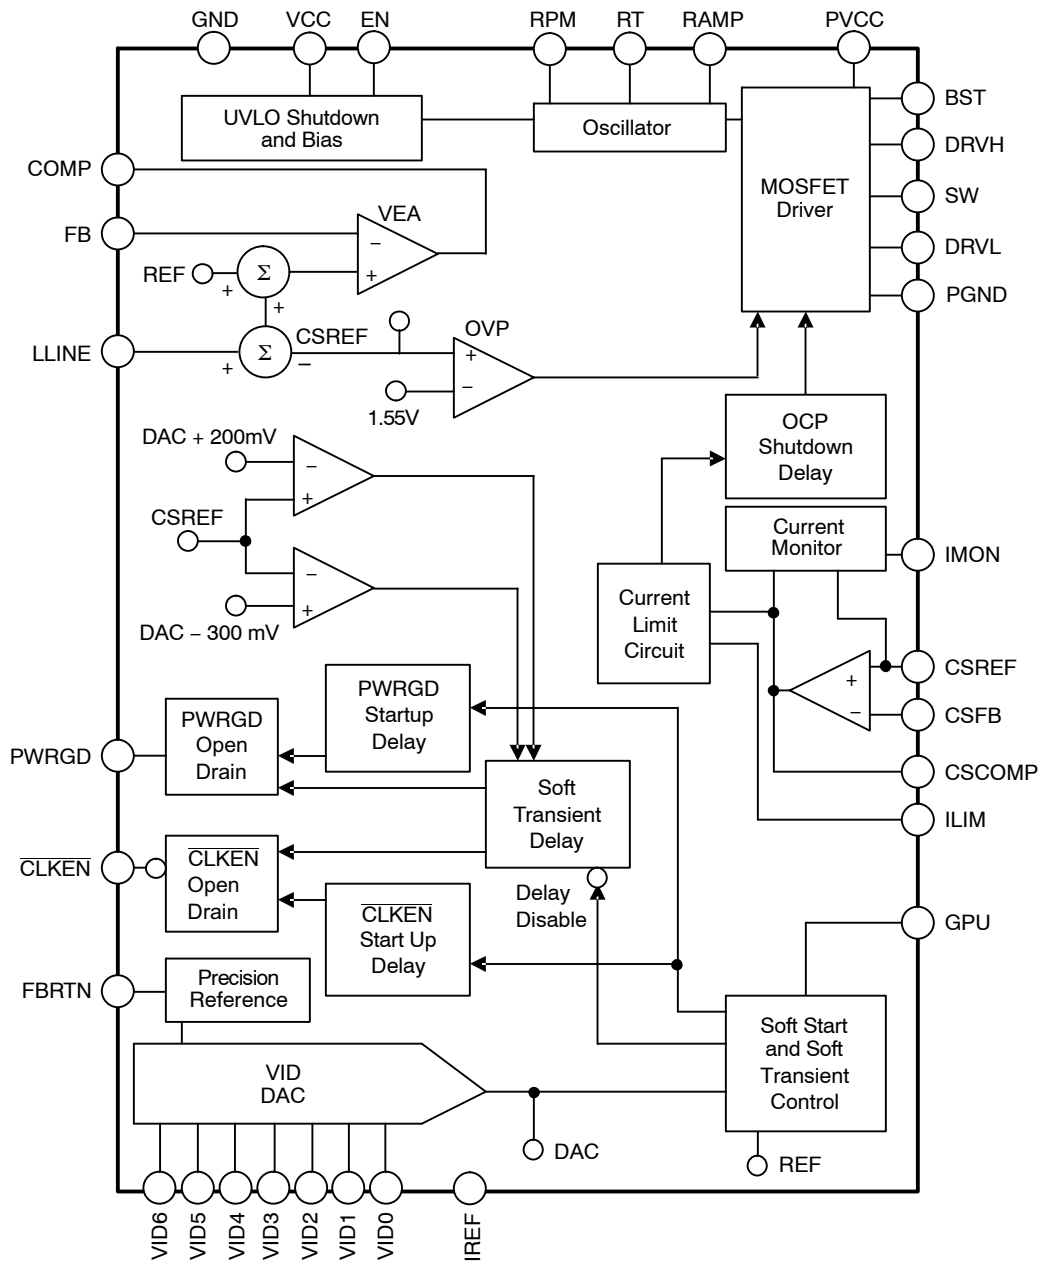 GND
VCC
EN
RPM
RT
RAMP
PVCC
UVLO Shutdown
and Bias
Oscillator
MOSFET
Driver
BST
DRVH
SW
DRVL
PGND
COMP
FB
REF
LLINE
VEA
−
+
Σ
+
+
Σ
+
−
CSREF
OVP
+
−
1.55V
DAC + 200mV
−
+
CSREF
−
+
DAC − 300 mV
OCP
Shutdown
Delay
Current
Monitor
Current
Limit
Circuit
IMON
+
−
CSREF
CSFB
CSCOMP
ILIM
GPU
PWRGD
Startup
Delay
PWRGD
Open
Drain
PWRGD
Soft
Transient
Delay
CLKEN
CLKEN
Open
Drain
Delay
Disable
CLKEN
Start Up
Delay
FBRTN
Precision
Reference
VID
DAC
Soft Start
and Soft
Transient
Control
DAC
REF
VID6
VID5
VID4
VID3
VID2
VID1
VID0
IREF